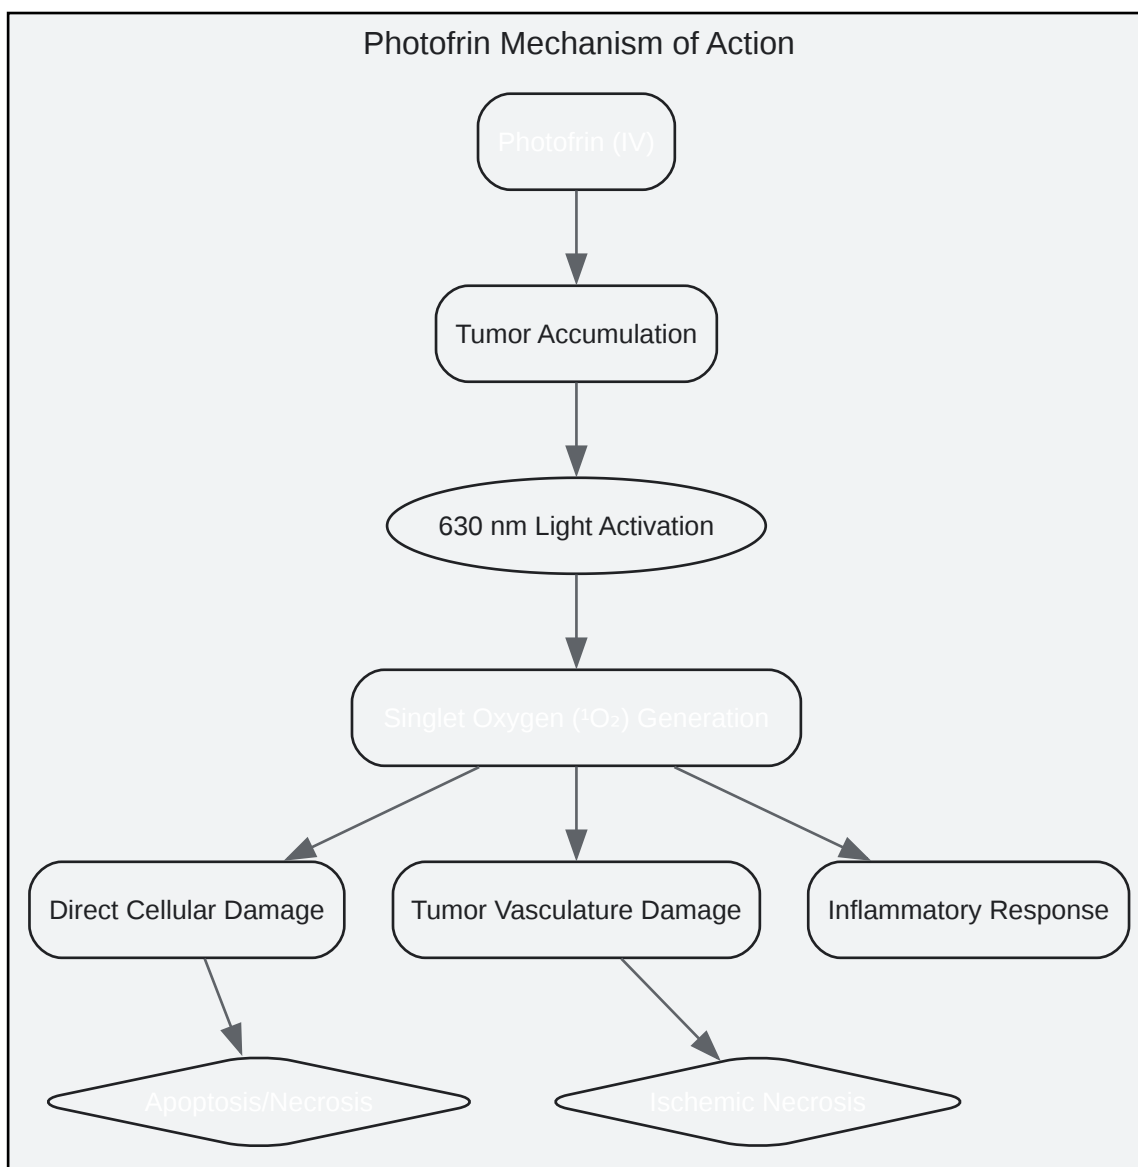 Photofrin Mechanism of Action
Photofrin (IV)
Tumor Accumulation
630 nm Light Activation
Singlet Oxygen (¹O₂) Generation
Direct Cellular Damage
Tumor Vasculature Damage
Inflammatory Response
Apoptosis/Necrosis
Ischemic Necrosis